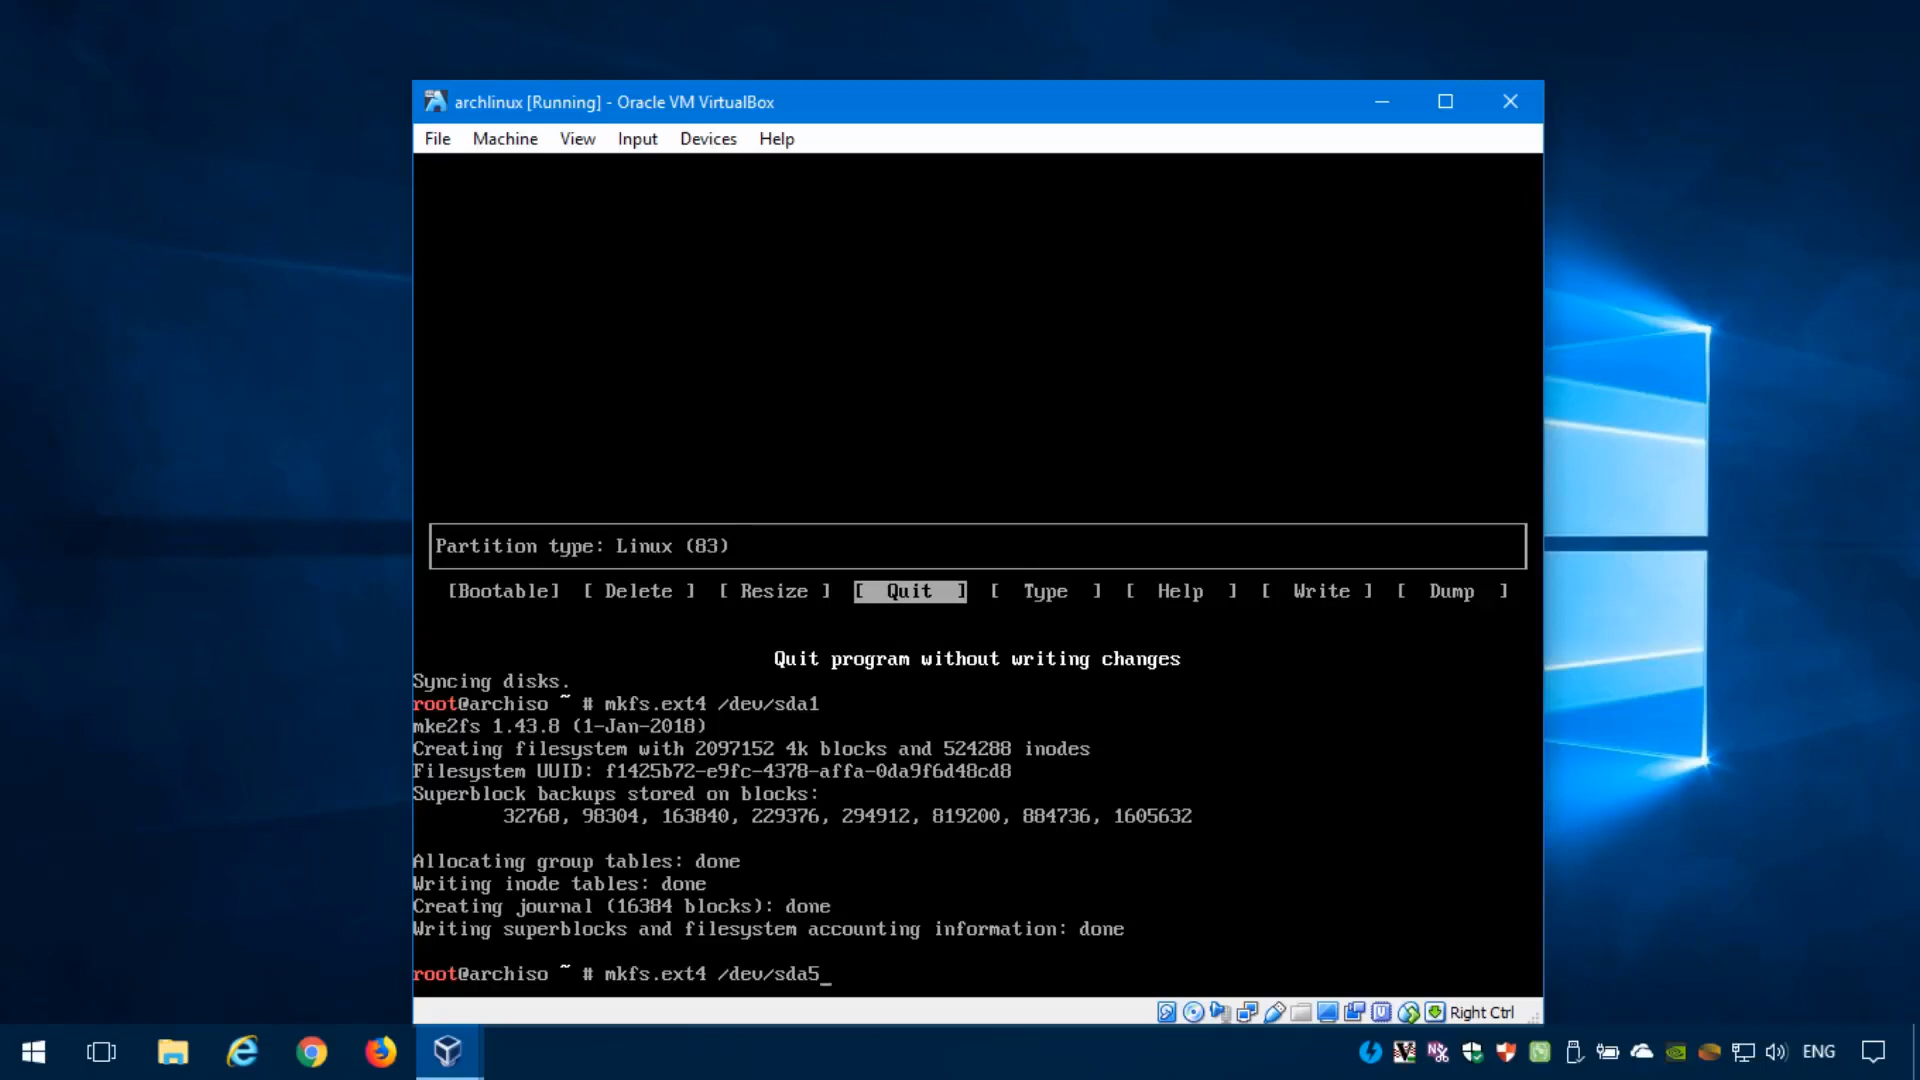 archlinux [Running] - Oracle VM VirtualBox
File Machine View Input Devices Help
Partition type: Linux (83)
[Bootable] [ Delete ] [ Resize ] [ Quit ] [ Type ] [ Help ] [ Write ] [ Dump ]
Quit program without writing changes
Syncing disks.
root@archiso ~ # mkfs.ext4 /dev/sda1
mke2fs 1.43.8 (1-Jan-2018)
Creating filesystem with 2097152 4k blocks and 524288 inodes
Filesystem UUID: f1425b72-e9fc-4378-affa-0da9f6d48cd8
Superblock backups stored on blocks:
32768, 98304, 163840, 229376, 294912, 819200, 884736, 1605632
Allocating group tables: done
Writing inode tables: done
Creating journal (16384 blocks): done
Writing superblocks and filesystem accounting information: done
root@archiso ~ # mkfs.ext4 /dev/sda5_
Right Ctrl
ENG